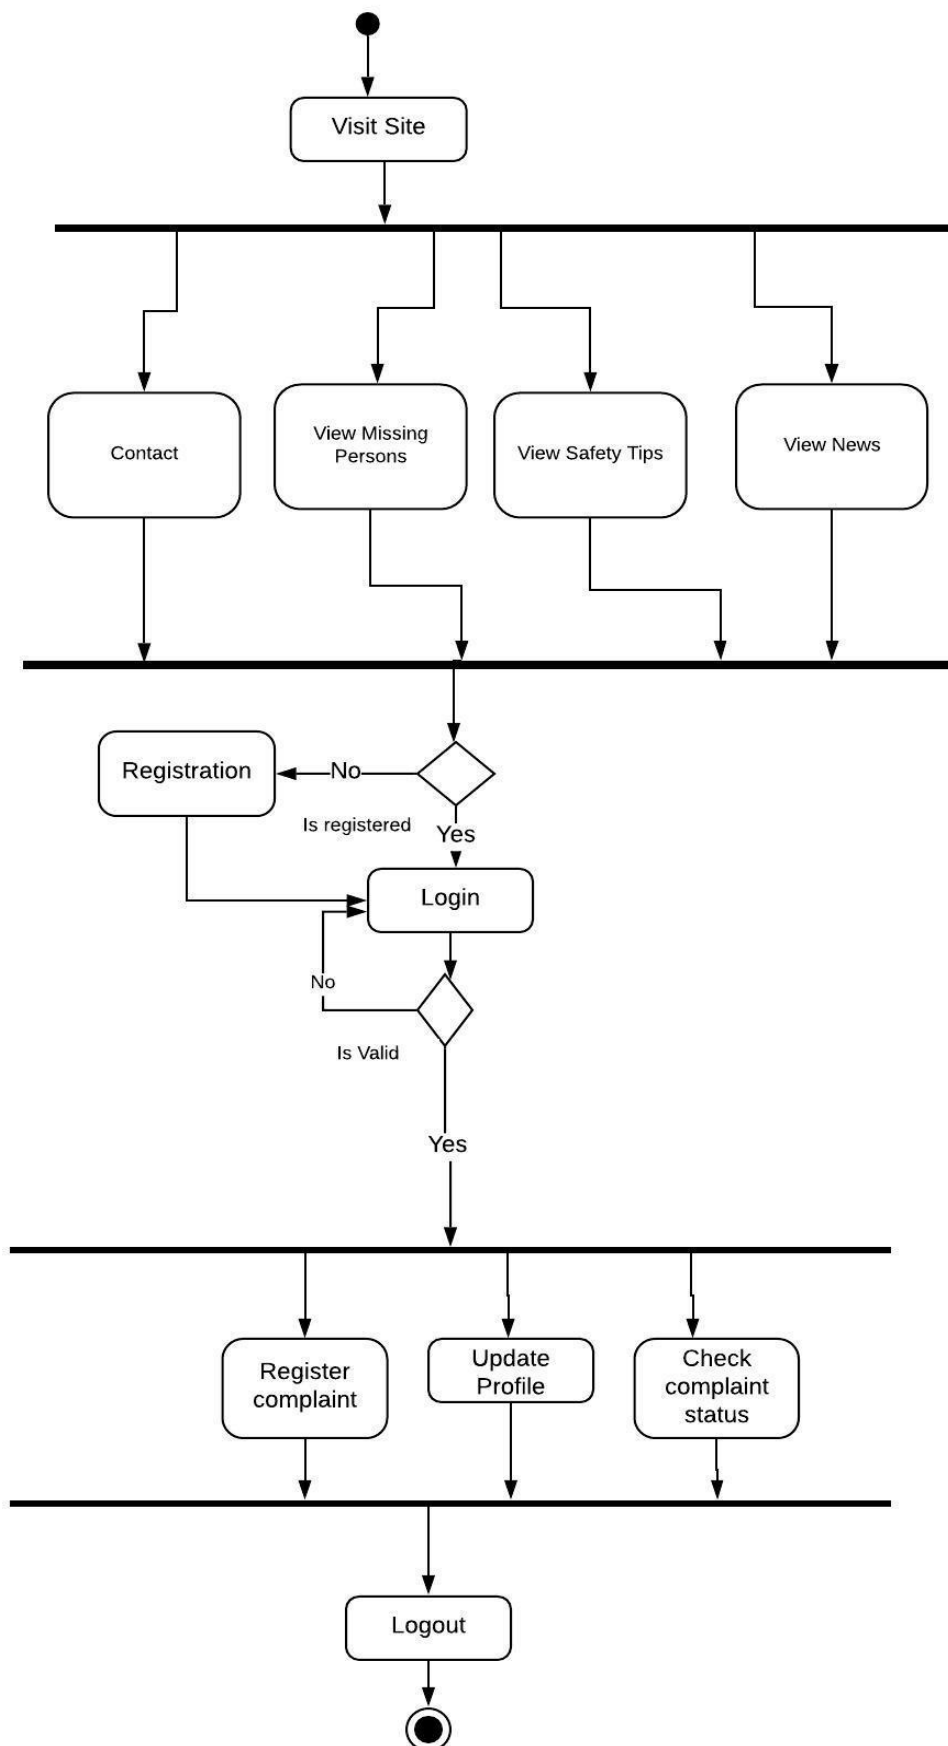 Visit Site
Contact
View Missing
Persons
View Safety Tips
View News
Registration
No
Is registered
Yes
Login
No
Is Valid
Yes
Register
complaint
Update
Profile
Check
complaint
status
Logout